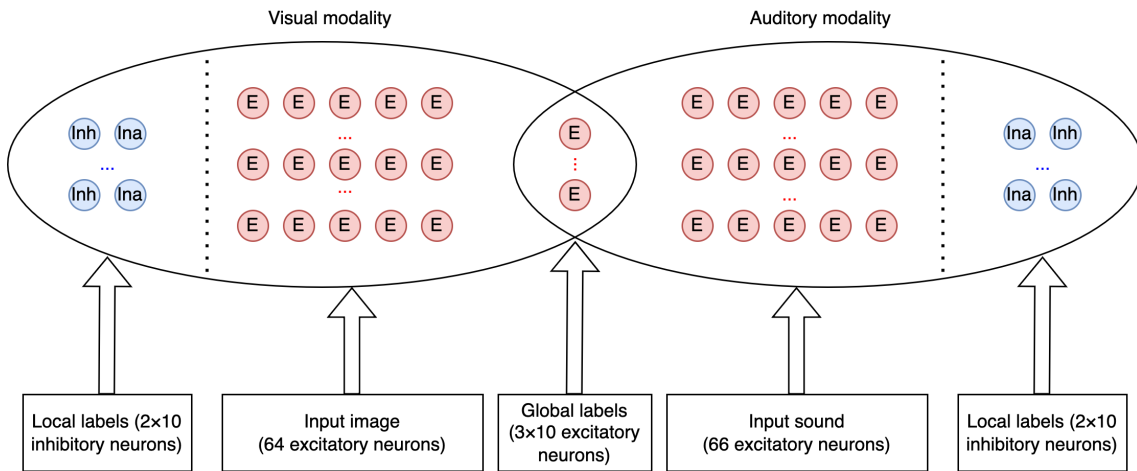 Visual modality
Auditory modality
E E E E E
E E E E E
Inh Ina
E
Ina Inh
...
...
...
E E E E E
E E E E E
...
...
...
Inh Ina
E
Ina Inh
...
...
E E E E E
E E E E E
Local labels (2×10
inhibitory neurons)
Input image
(64 excitatory neurons)
Global labels
(3×10 excitatory
neurons)
Input sound
(66 excitatory neurons)
Local labels (2×10
inhibitory neurons)